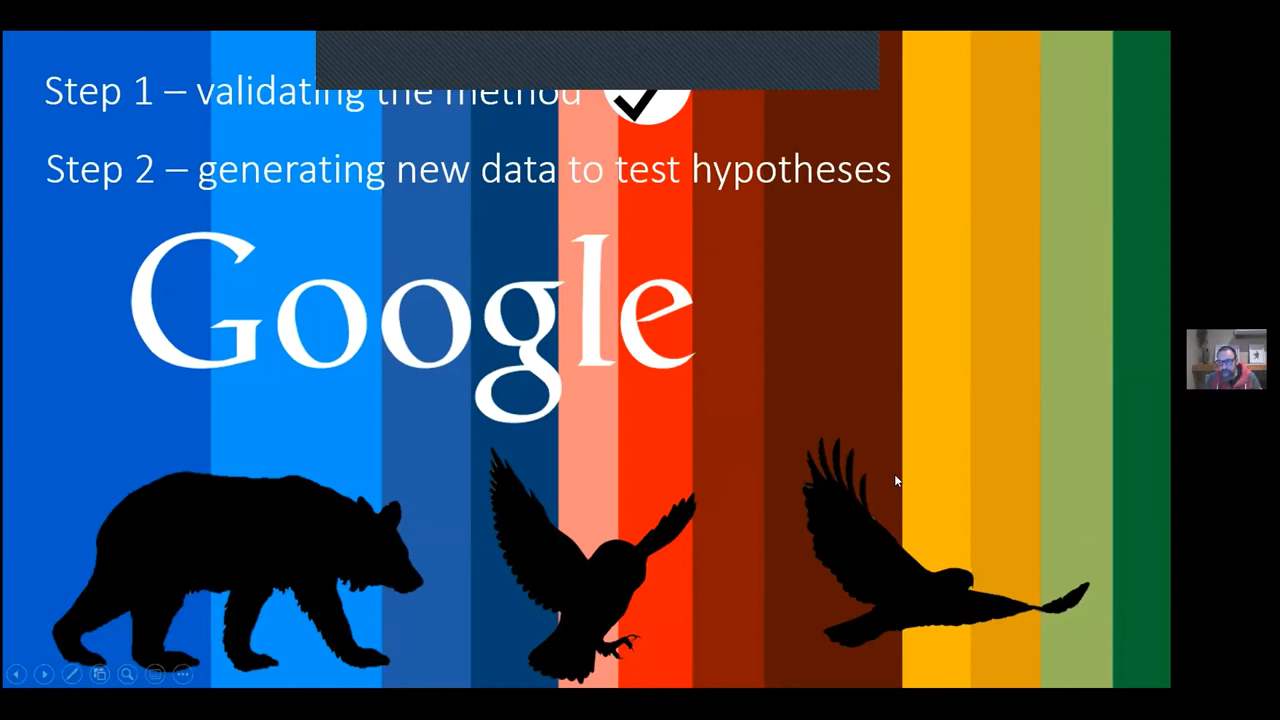 Step 1 – validating the method
Step 2 – generating new data to test hypotheses
Google